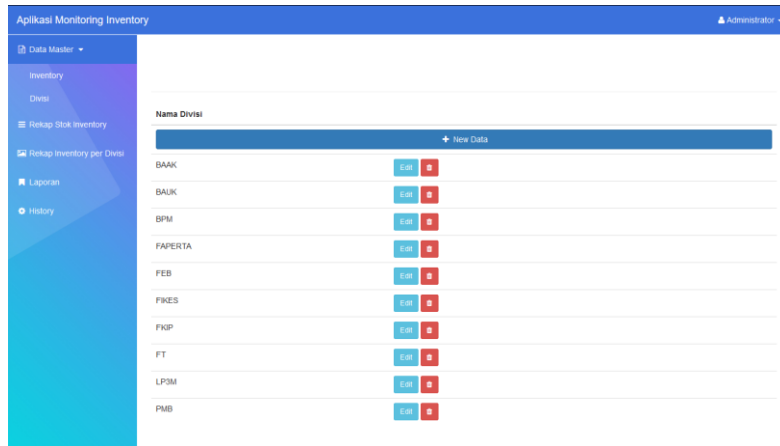 Aplikasi Monitoring Inventory
Administrator
Data Master
Inventory
Divisi
Rekap Stok Inventory
Rekap Inventory per Divisi
Laporan
History
Nama Divisi
+ New Data
BAAK Edit
BAUK Edit
BPM Edit
FAPERTA Edit
FEB Edit
FIKES Edit
FKIP Edit
FT Edit
LP3M Edit
PMB Edit